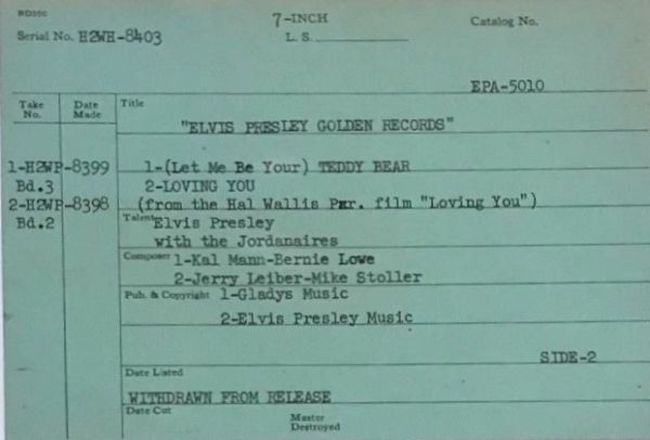 7-INCH
Catalog No.
Serial No. H2WH-8403
L. S.
EPA-5010
Take No.
Date Made
Title
"ELVIS PRESLEY GOLDEN RECORDS"
1-H2WP-8399 1-(Let Me Be Your) TEDDY BEAR
Bd.3 2-LOVING YOU
2-H2WP-8398 (from the Hal Wallis Par. film "Loving You")
Bd.2 Talent Elvis Presley
with the Jordanaires
Composer 1-Kal Mann-Bernie Lowe
2-Jerry Leiber-Mike Stoller
Pub. & Copyright 1-Gladys Music
2-Elvis Presley Music
SIDE-2
Date Listed
WITHDRAWN FROM RELEASE
Date Cut
Master
Destroyed